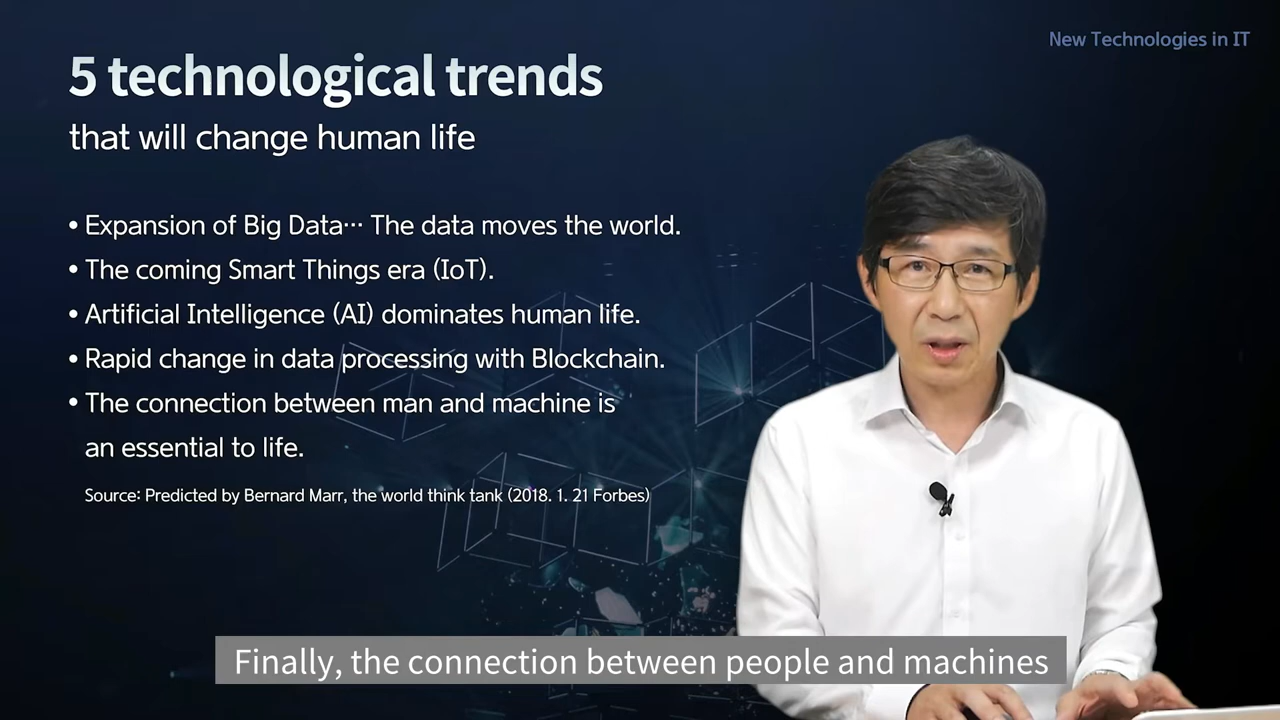 New Technologies in IT
5 technological trends
that will change human life
• Expansion of Big Data··· The data moves the world.
• The coming Smart Things era (IoT).
• Artificial Intelligence (AI) dominates human life.
• Rapid change in data processing with Blockchain.
• The connection between man and machine is
an essential to life.
Source: Predicted by Bernard Marr, the world think tank (2018. 1. 21 Forbes)
Finally, the connection between people and machines